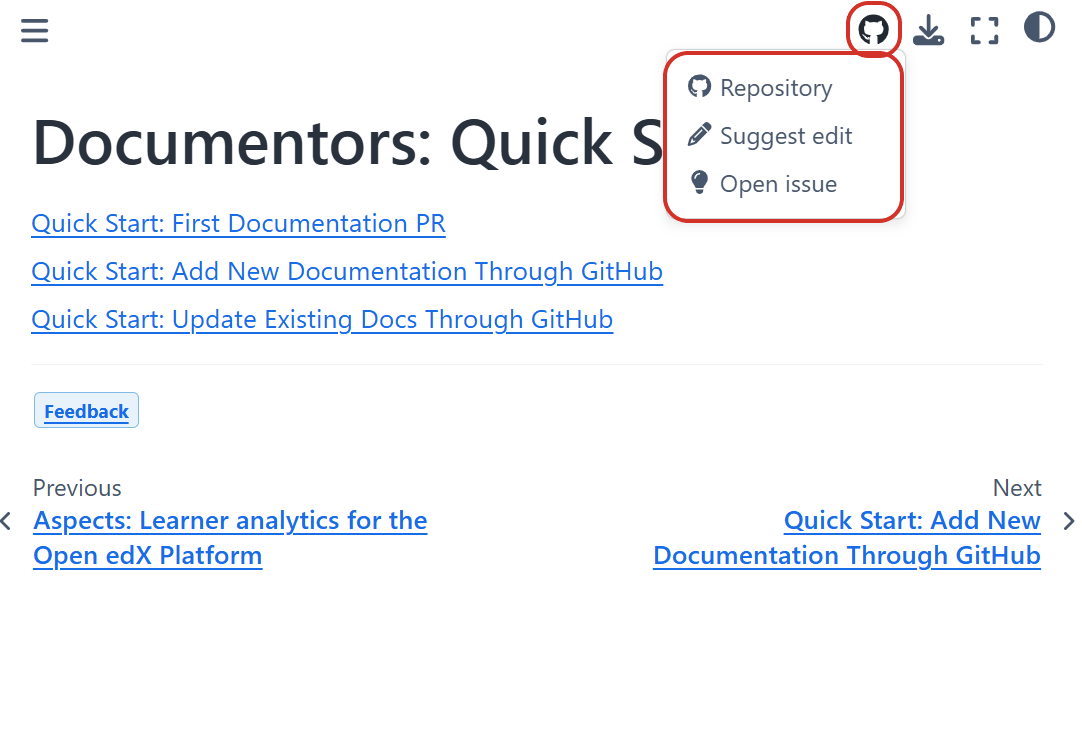 Repository
Suggest edit
Open issue
Documentors: Quick S
Quick Start: First Documentation PR
Quick Start: Add New Documentation Through GitHub
Quick Start: Update Existing Docs Through GitHub
Feedback
Previous
Aspects: Learner analytics for the
Open edX Platform
Next
Quick Start: Add New
Documentation Through GitHub